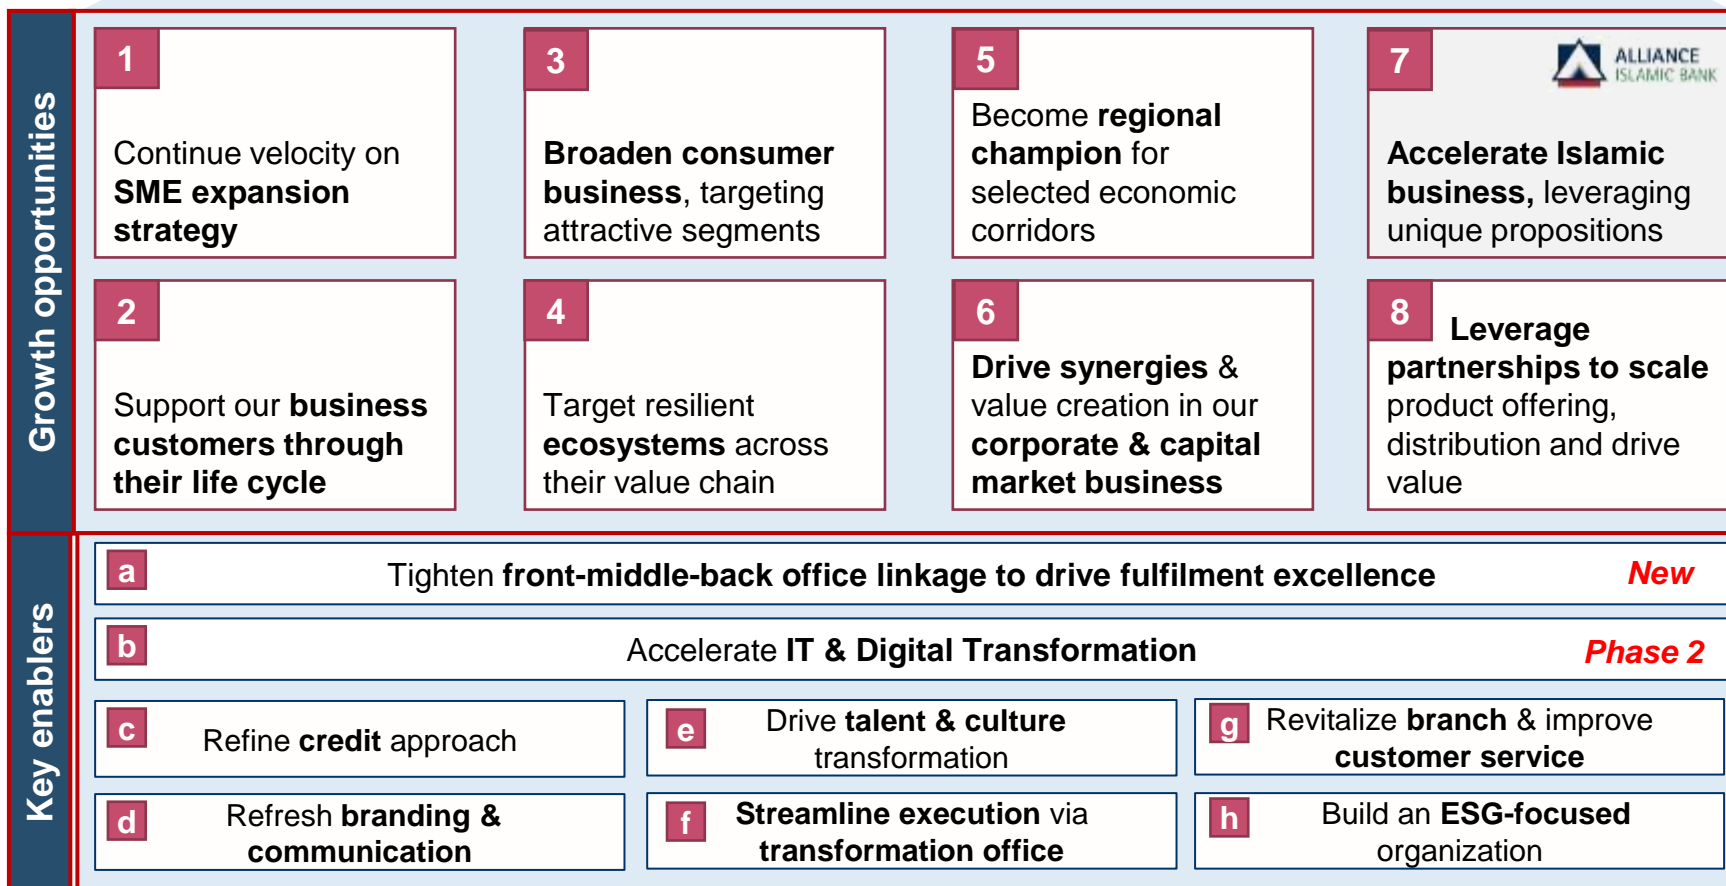 Growth opportunities
1
Continue velocity on
SME expansion
strategy
2
Support our business
customers through
their life cycle
3
Broaden consumer
business, targeting
attractive segments
4
Target resilient
ecosystems across
their value chain
5
Become regional
champion for
selected economic
corridors
6
Drive synergies &
value creation in our
corporate & capital
market business
7
ALLIANCE
ISLAMIC BANK
Accelerate Islamic
business, leveraging
unique propositions
8
Leverage
partnerships to scale
product offering,
distribution and drive
value
Key enablers
a
Tighten front-middle-back office linkage to drive fulfilment excellence
New
b
Accelerate IT & Digital Transformation
Phase 2
c
Refine credit approach
d
Refresh branding &
communication
e
Drive talent & culture
transformation
f
Streamline execution via
transformation office
g
Revitalize branch & improve
customer service
h
Build an ESG-focused
organization